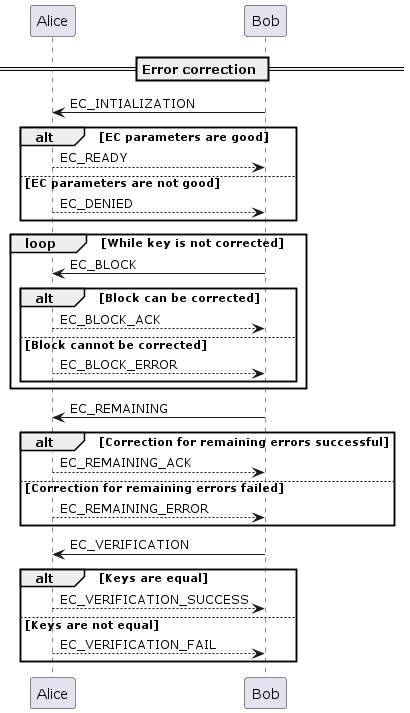 Alice Bob
Error correction
EC_INTIALIZATION
alt [EC parameters are good]
EC_READY
[EC parameters are not good]
EC_DENIED
loop [While key is not corrected]
EC_BLOCK
alt [Block can be corrected]
EC_BLOCK_ACK
[Block cannot be corrected]
EC_BLOCK_ERROR
EC_REMAINING
alt [Correction for remaining errors successful]
EC_REMAINING_ACK
[Correction for remaining errors failed]
EC_REMAINING_ERROR
EC_VERIFICATION
alt [Keys are equal]
EC_VERIFICATION_SUCCESS
[Keys are not equal]
EC_VERIFICATION_FAIL
Alice Bob